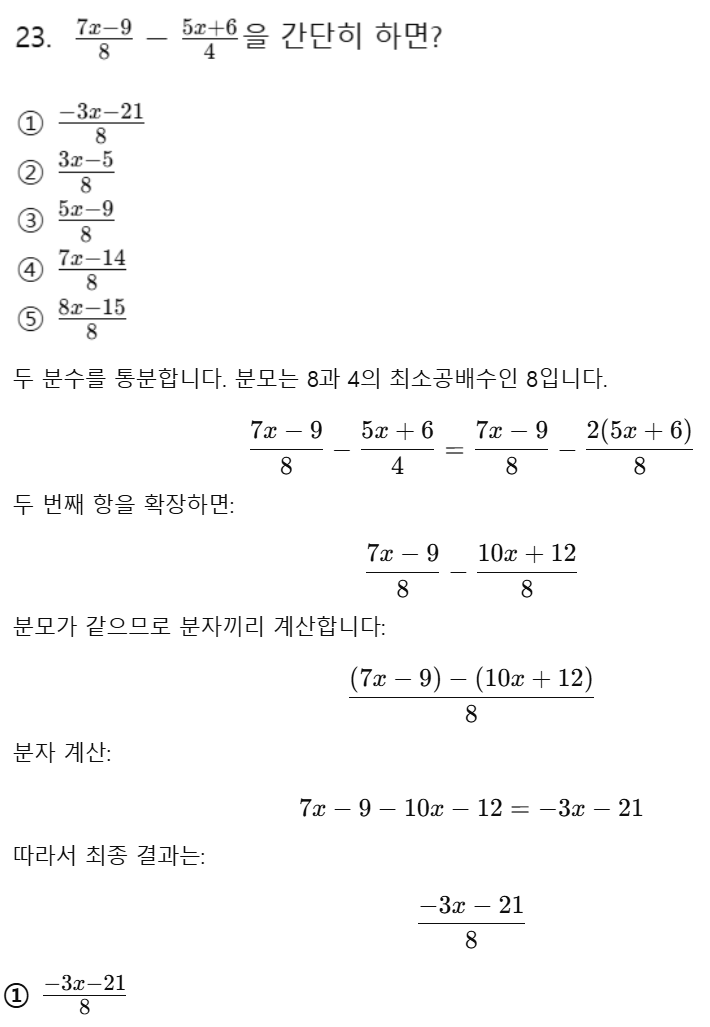 23. $\frac{7x-9}{8} - \frac{5x+6}{4}$을 간단히 하면?
① $\frac{-3x-21}{8}$
② $\frac{3x-5}{8}$
③ $\frac{5x-9}{8}$
④ $\frac{7x-14}{8}$
⑤ $\frac{8x-15}{8}$
두 분수를 통분합니다. 분모는 8과 4의 최소공배수인 8입니다.
$\frac{7x-9}{8} - \frac{5x+6}{4} = \frac{7x-9}{8} - \frac{2(5x+6)}{8}$
두 번째 항을 확장하면:
$\frac{7x-9}{8} - \frac{10x+12}{8}$
분모가 같으므로 분자끼리 계산합니다:
$\frac{(7x-9)-(10x+12)}{8}$
분자 계산:
$7x-9-10x-12=-3x-21$
따라서 최종 결과는:
$\frac{-3x-21}{8}$
① $\frac{-3x-21}{8}$